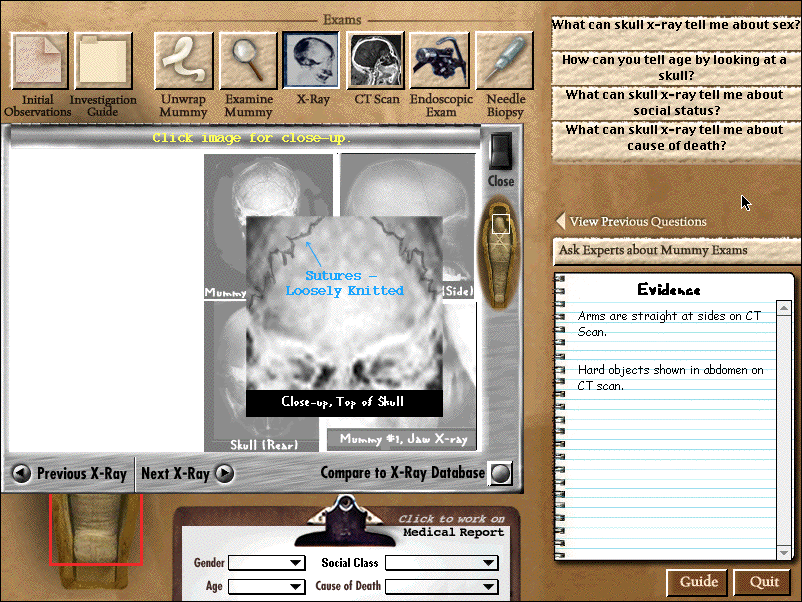 Exams
Initial Observations
Investigation Guide
Unwrap Mummy
Examine Mummy
X-Ray
CT Scan
Endoscopic Exam
Needle Biopsy
What can skull x-ray tell me about sex?
How can you tell age by looking at a
skull?
What can skull x-ray tell me about
social status?
What can skull x-ray tell me about
cause of death?
View Previous Questions
Ask Experts about Mummy Exams
Click image for close-up.
Close
Mummy
(Side)
Sutures -
Loosely Knitted
Close-up, Top of Skull
Skull (Rear)
Mummy #1, Jaw X-ray
Previous X-Ray
Next X-Ray
Compare to X-Ray Database
Evidence
Arms are straight at sides on CT
Scan.
Hard objects shown in abdomen on
CT scan.
Click to work on
Medical Report
Gender
Social Class
Age
Cause of Death
Guide
Quit